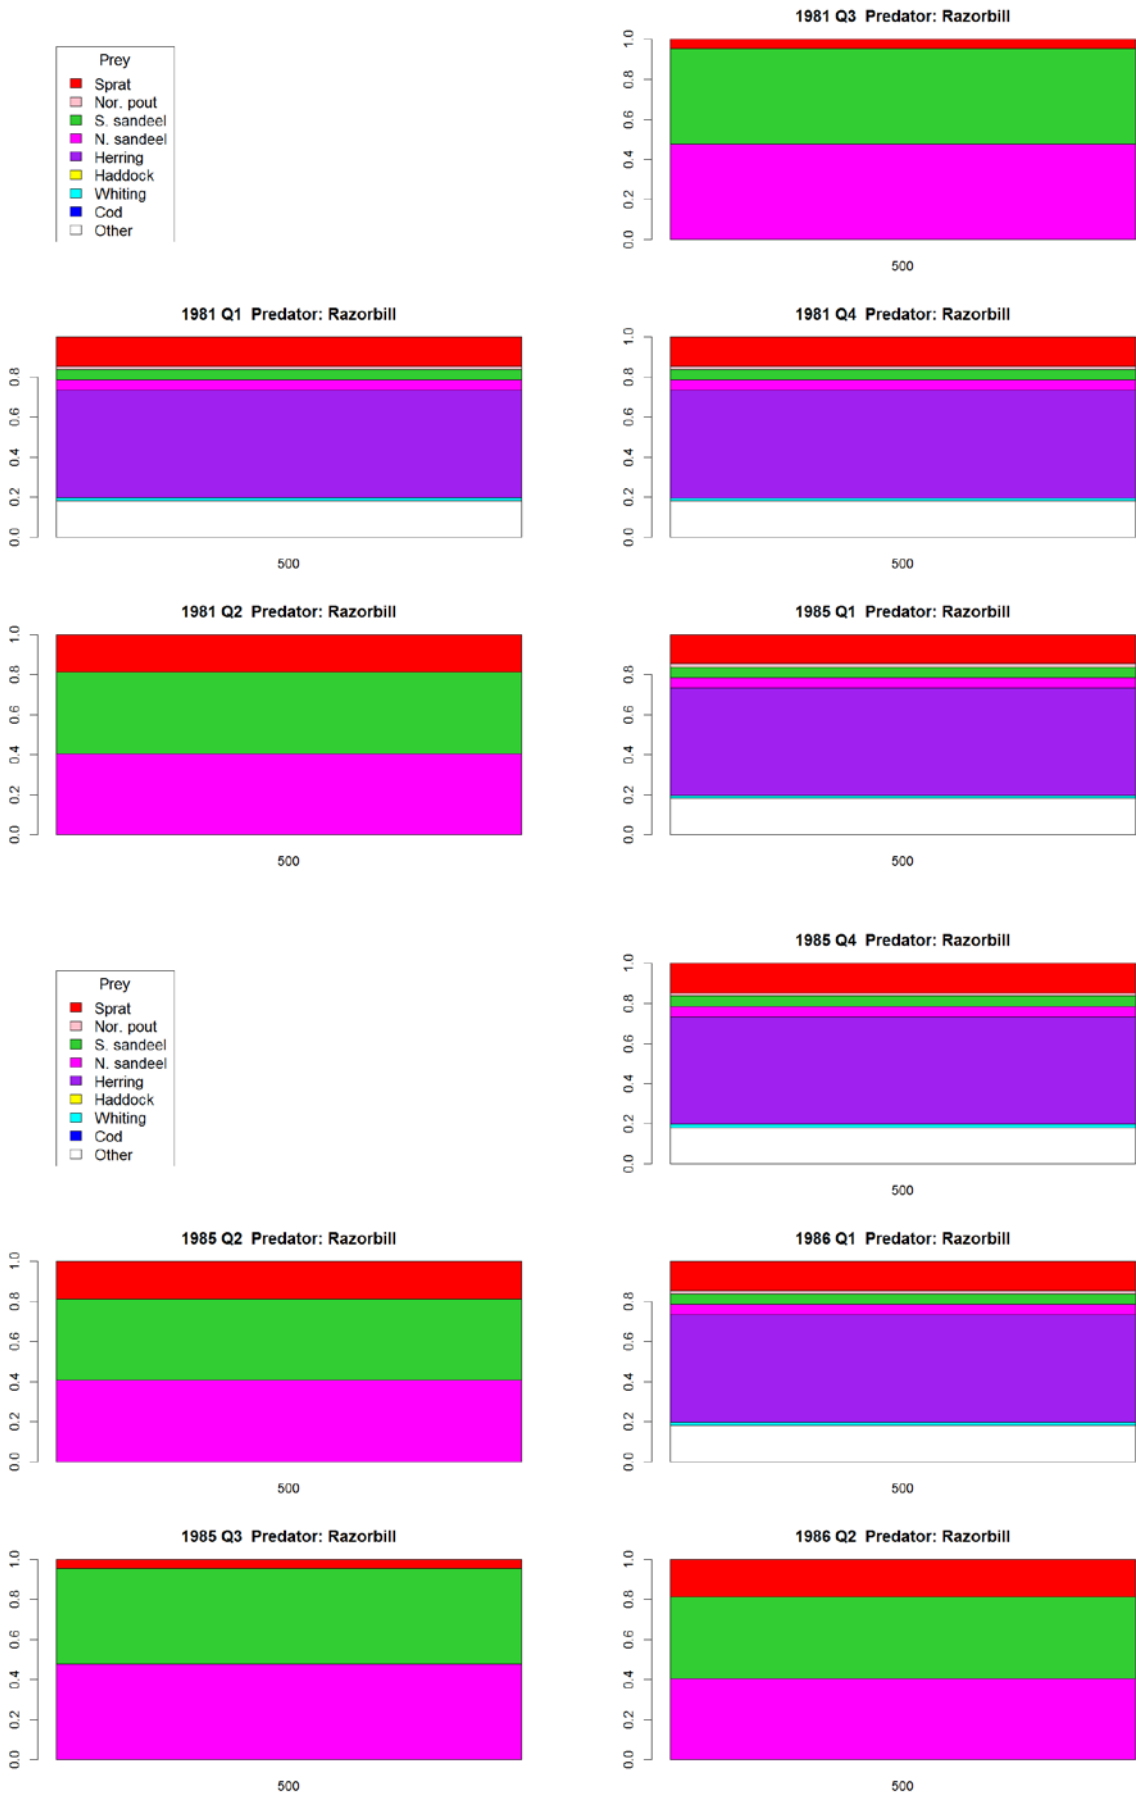 1981 Q3 Predator: Razorbill
Prey
Sprat
Nor. pout
S. sandeel
N. sandeel
Herring
Haddock
Whiting
Cod
Other
0.0 0.2 0.4 0.6 0.8 1.0
500
1981 Q1 Predator: Razorbill
0.0 0.2 0.4 0.6 0.8
500
1981 Q4 Predator: Razorbill
0.0 0.2 0.4 0.6 0.8 1.0
500
1981 Q2 Predator: Razorbill
0.0 0.2 0.4 0.6 0.8 1.0
500
1985 Q1 Predator: Razorbill
0.0 0.2 0.4 0.6 0.8
500
1985 Q4 Predator: Razorbill
Prey
Sprat
Nor. pout
S. sandeel
N. sandeel
Herring
Haddock
Whiting
Cod
Other
0.0 0.2 0.4 0.6 0.8 1.0
500
1985 Q2 Predator: Razorbill
0.0 0.2 0.4 0.6 0.8 1.0
500
1986 Q1 Predator: Razorbill
0.0 0.2 0.4 0.6 0.8
500
1985 Q3 Predator: Razorbill
0.0 0.2 0.4 0.6 0.8 1.0
500
1986 Q2 Predator: Razorbill
0.0 0.2 0.4 0.6 0.8 1.0
500